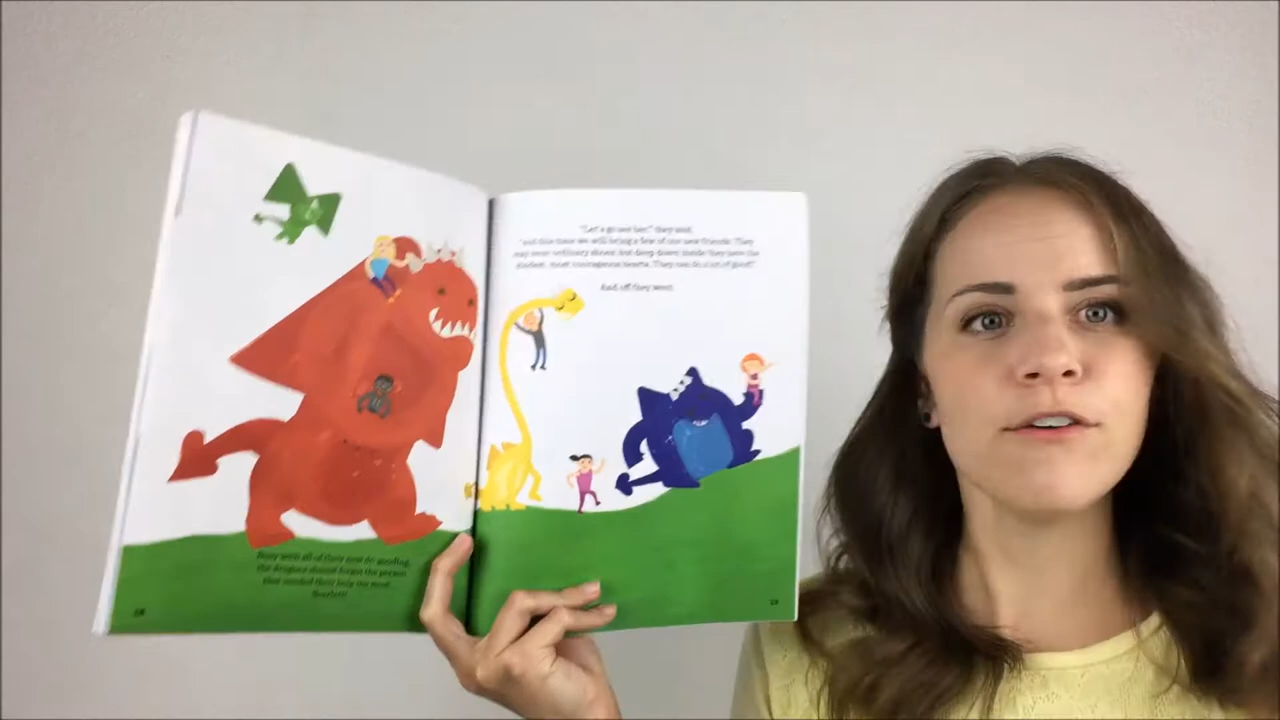 Busy with all of their new do-gooding,
the dragons almost forgot the person
that needed their help the most...
Scarlett!
18
"Let's go see her," they said,
"and this time we will bring a few of our new friends. They
may seem ordinary above, but deep down inside they have the
most courageous hearts. They can do a lot of good!"
And off they went.
19